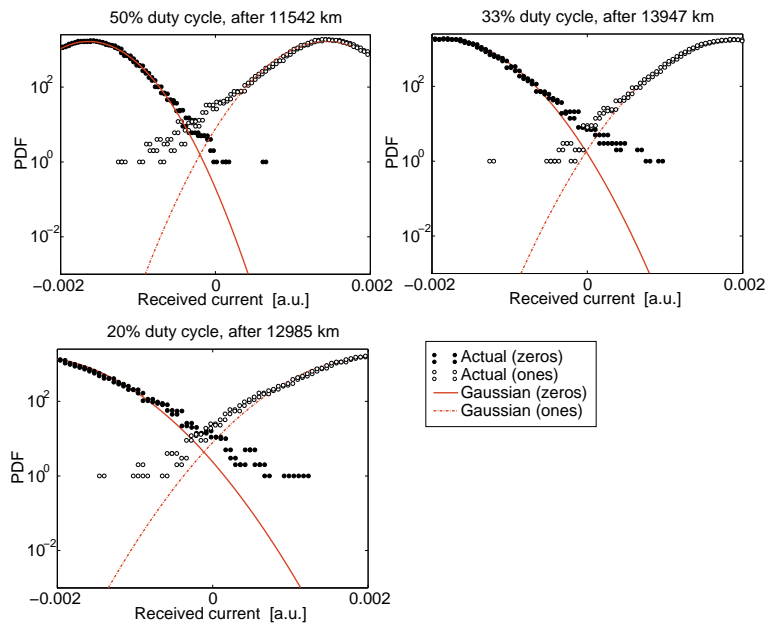 50% duty cycle, after 11542 km
PDF
10^2
10^0
10^−2
−0.002
0
0.002
Received current [a.u.]
33% duty cycle, after 13947 km
PDF
10^2
10^0
10^−2
−0.002
0
0.002
Received current [a.u.]
20% duty cycle, after 12985 km
PDF
10^2
10^0
10^−2
−0.002
0
0.002
Received current [a.u.]
Actual (zeros)
Actual (ones)
Gaussian (zeros)
Gaussian (ones)